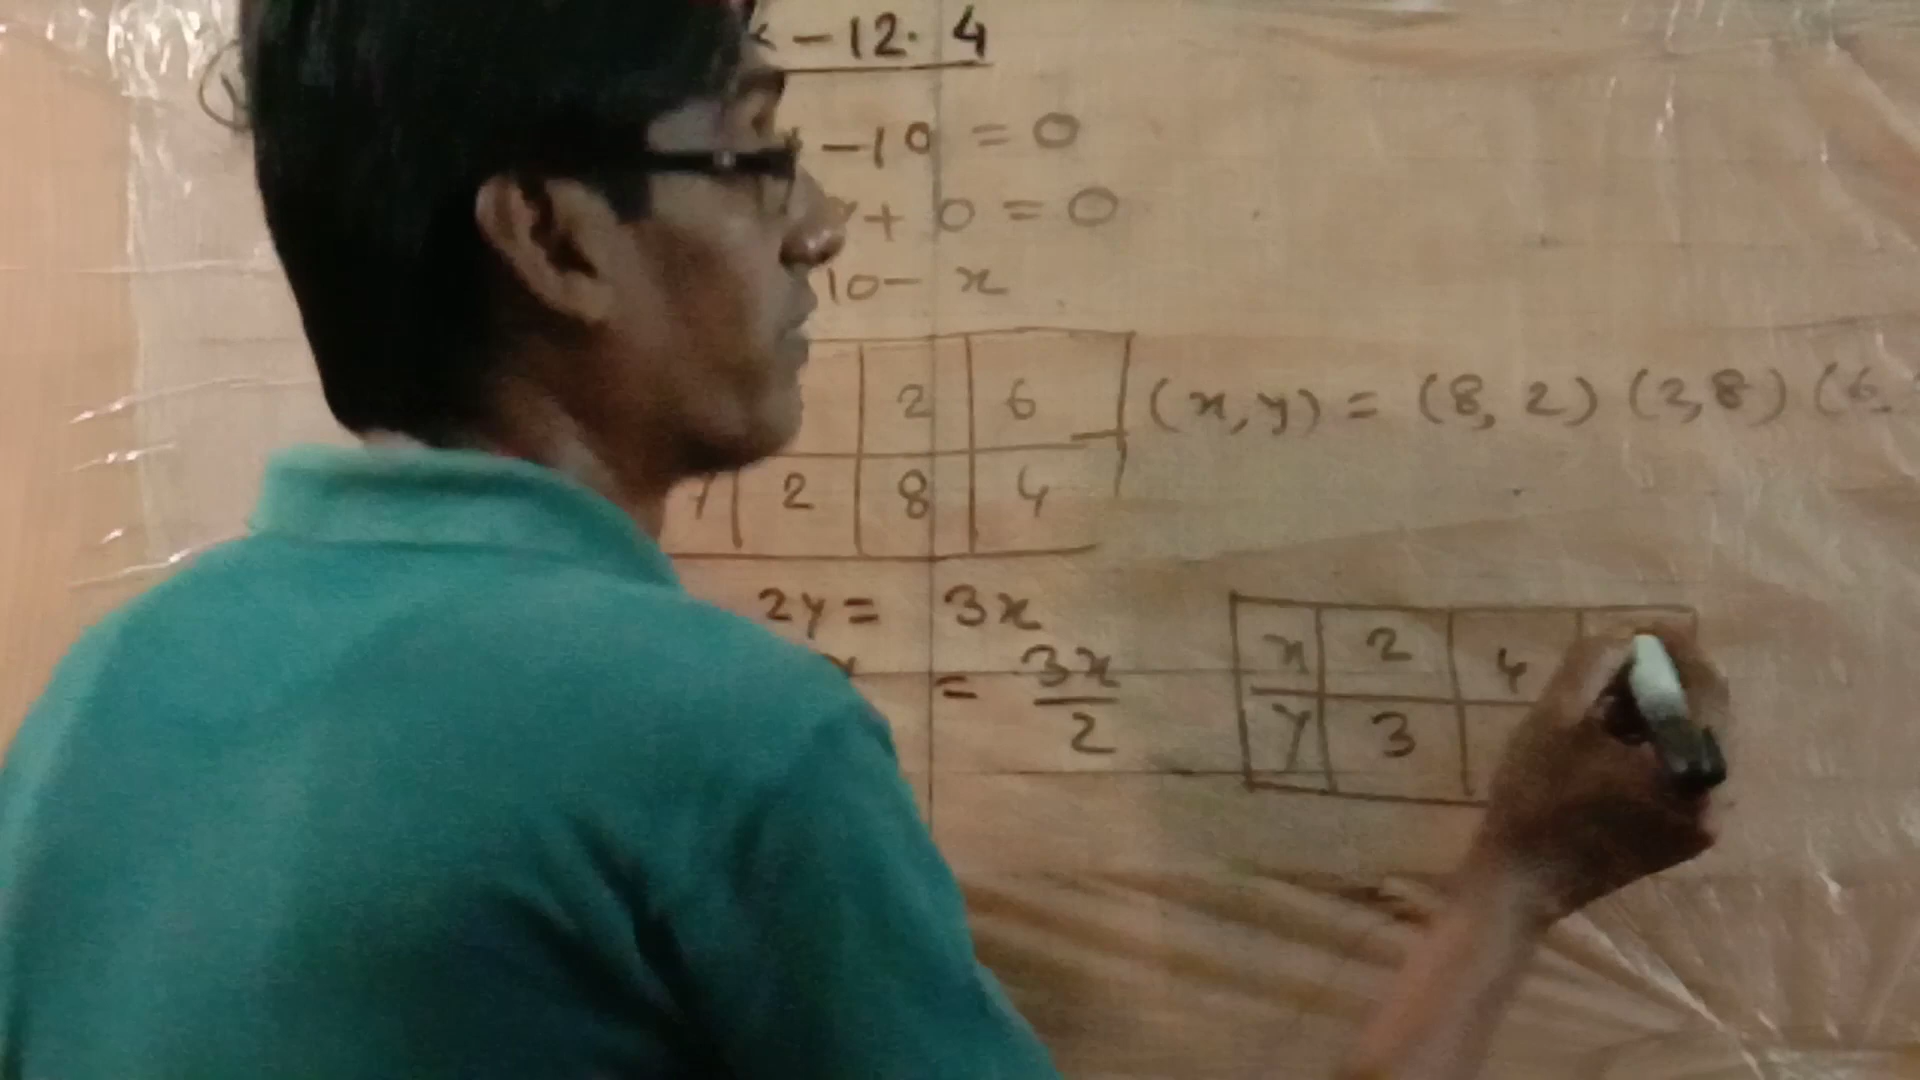 -12.4
-10 = 0
y + 0 = 0
10 - x
2 6
(x, y) = (8, 2) (2, 8) (6,
y 2 8 4
2y = 3x
= 3x/2
x 2 4
y 3